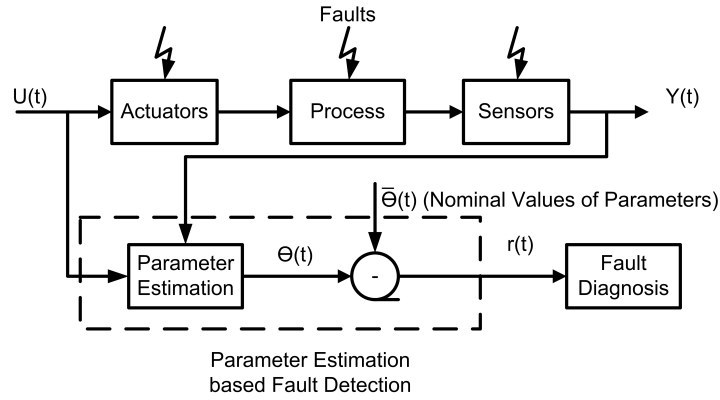 Faults
U(t)
Actuators
Process
Sensors
Y(t)
Θ̅(t) (Nominal Values of Parameters)
Parameter
Estimation
Θ(t)
-
r(t)
Fault
Diagnosis
Parameter Estimation
based Fault Detection